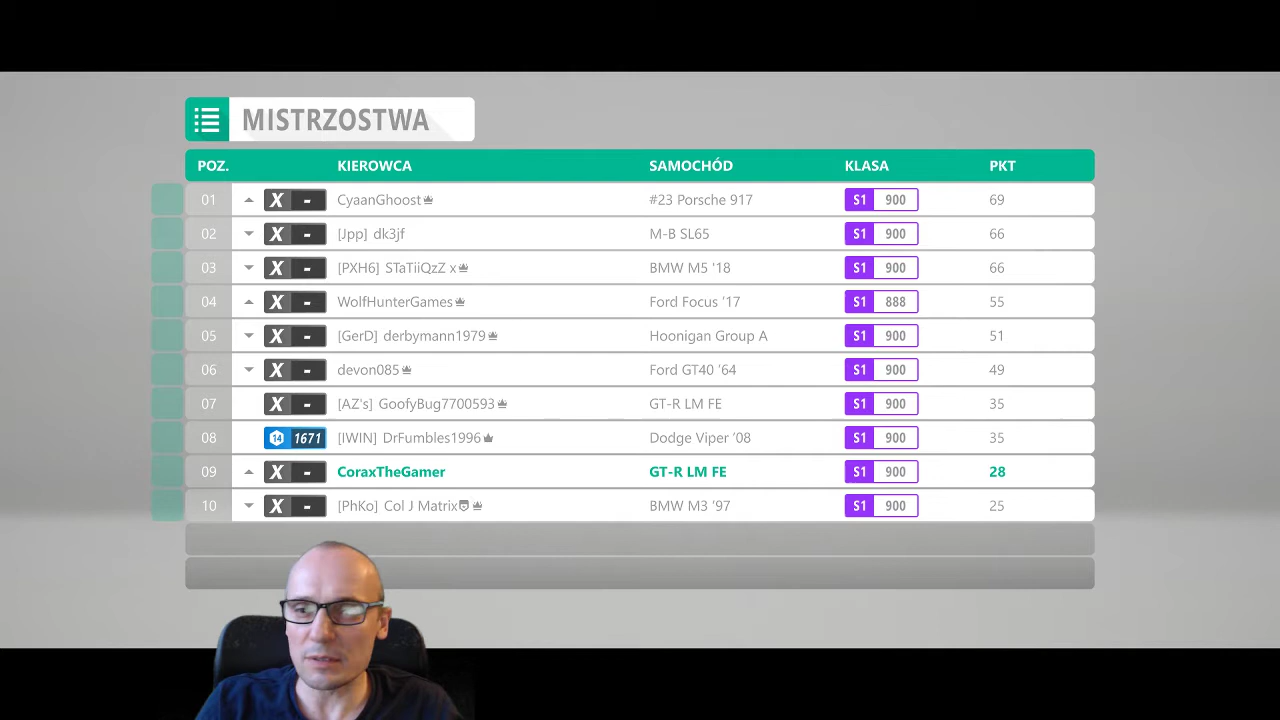 MISTRZOSTWA
POZ. KIEROWCA SAMOCHÓD KLASA PKT
01 X - CyaanGhoost #23 Porsche 917 S1 900 69
02 X - [Jpp] dk3jf M-B SL65 S1 900 66
03 X - [PXH6] STaTiiQzZ x BMW M5 '18 S1 900 66
04 X - WolfHunterGames Ford Focus '17 S1 888 55
05 X - [GerD] derbymann1979 Hoonigan Group A S1 900 51
06 X - devon085 Ford GT40 '64 S1 900 49
07 X - [AZ's] GoofyBug7700593 GT-R LM FE S1 900 35
08 14 1671 [IWIN] DrFumbles1996 Dodge Viper '08 S1 900 35
09 X - CoraxTheGamer GT-R LM FE S1 900 28
10 X - [PhKo] Col J Matrix BMW M3 '97 S1 900 25